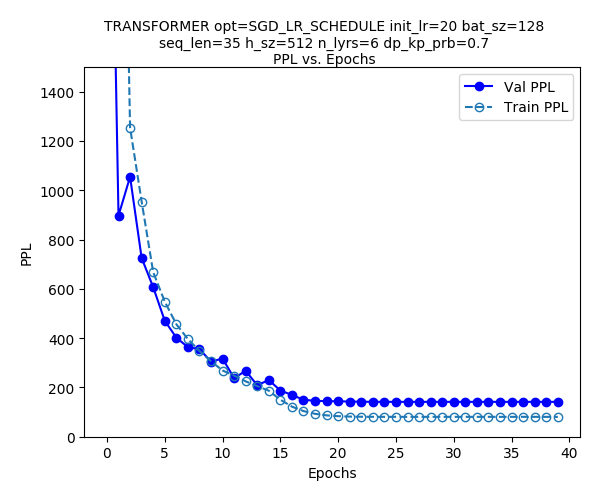 TRANSFORMER opt=SGD_LR_SCHEDULE init_lr=20 bat_sz=128
seq_len=35 h_sz=512 n_lyrs=6 dp_kp_prb=0.7
PPL vs. Epochs
Val PPL
Train PPL
1400
1200
1000
800
600
400
200
0
PPL
0 5 10 15 20 25 30 35 40
Epochs